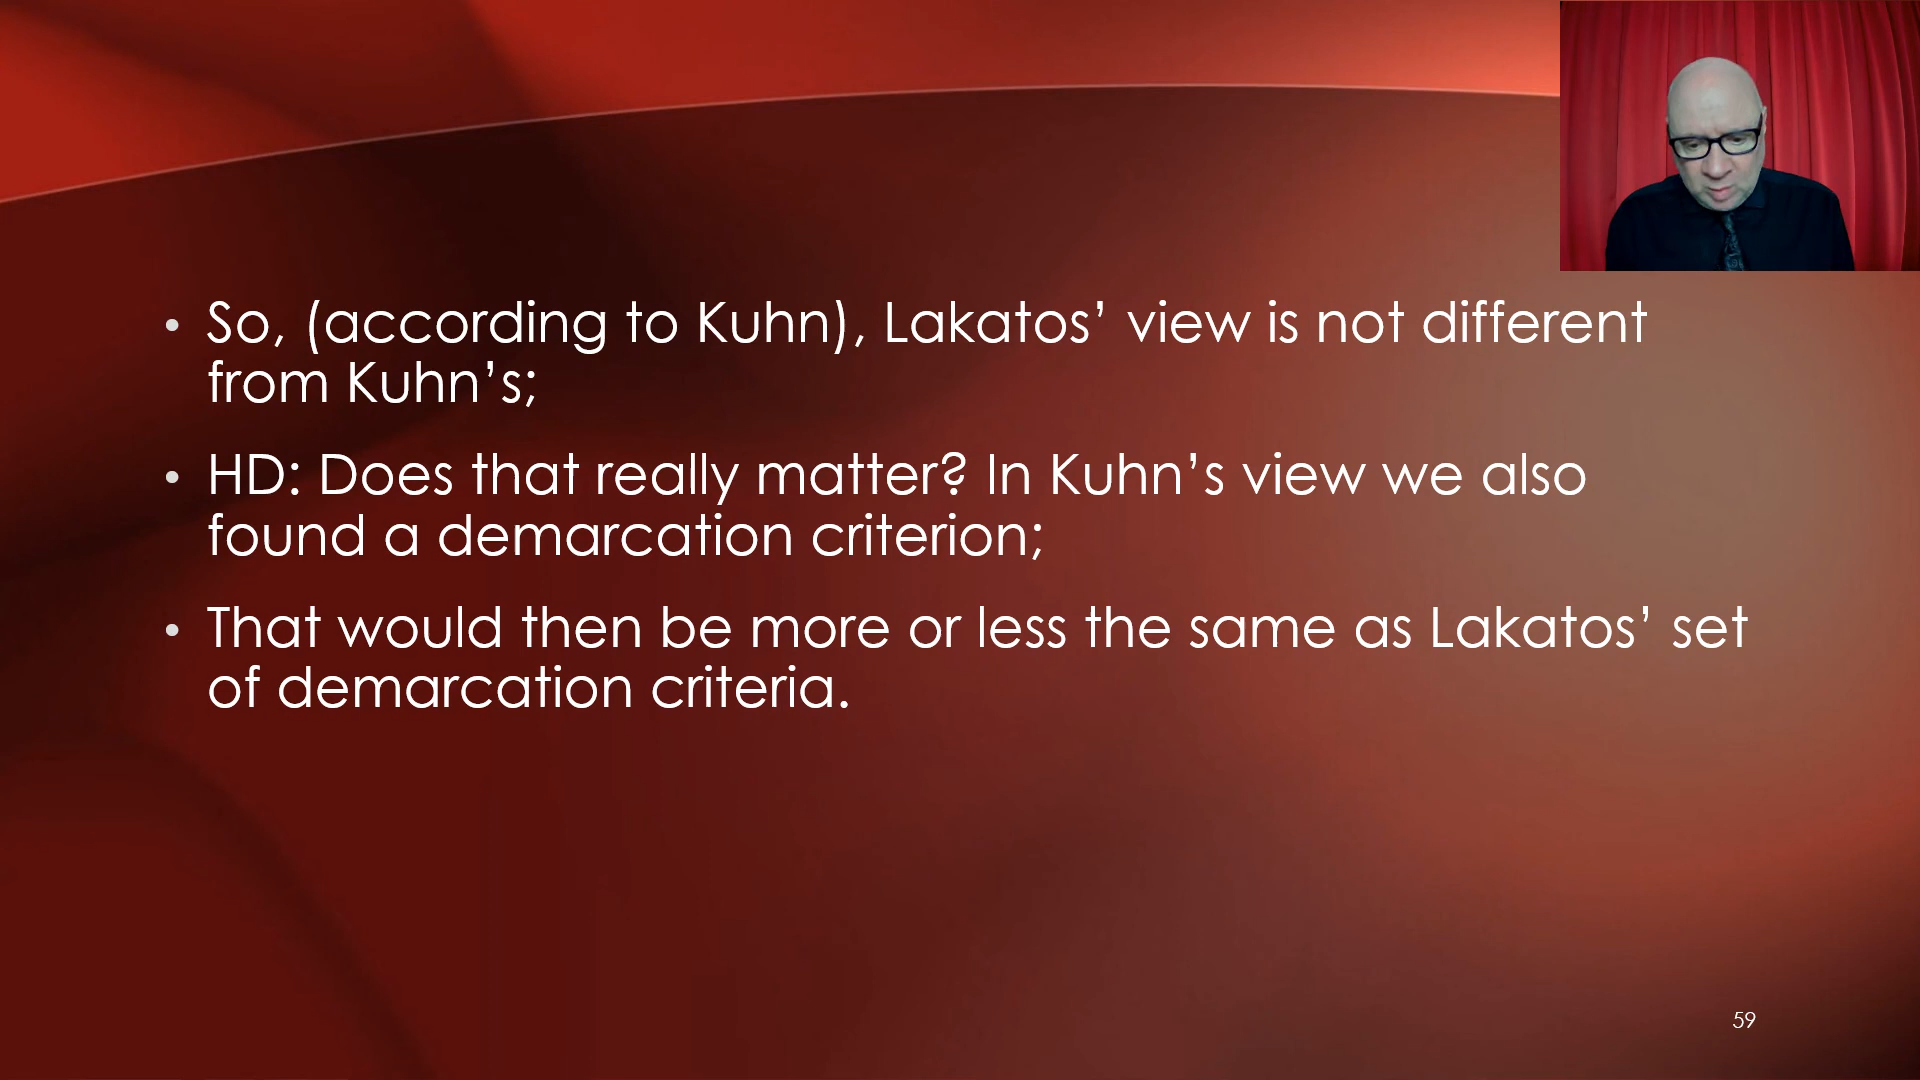 • So, (according to Kuhn), Lakatos’ view is not different
from Kuhn’s;
• HD: Does that really matter? In Kuhn’s view we also
found a demarcation criterion;
• That would then be more or less the same as Lakatos’ set
of demarcation criteria.
59